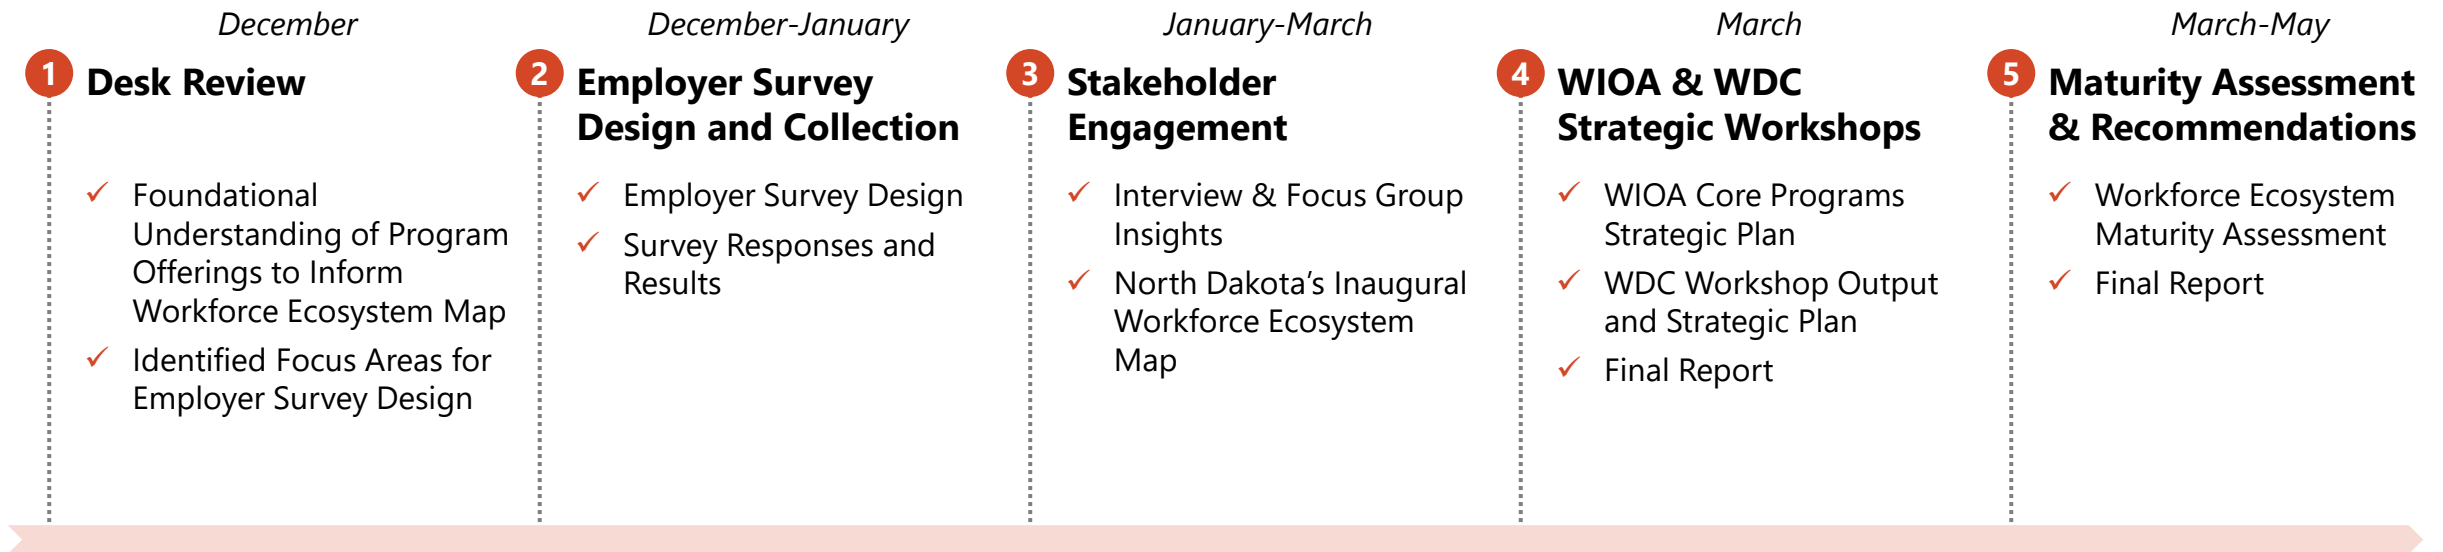 December
1
Desk Review
Foundational
Understanding of Program
Offerings to Inform
Workforce Ecosystem Map
Identified Focus Areas for
Employer Survey Design
December-January
2
Employer Survey
Design and Collection
Employer Survey Design
Survey Responses and
Results
January-March
3
Stakeholder
Engagement
Interview & Focus Group
Insights
North Dakota’s Inaugural
Workforce Ecosystem
Map
March
4
WIOA & WDC
Strategic Workshops
WIOA Core Programs
Strategic Plan
WDC Workshop Output
and Strategic Plan
Final Report
March-May
5
Maturity Assessment
& Recommendations
Workforce Ecosystem
Maturity Assessment
Final Report